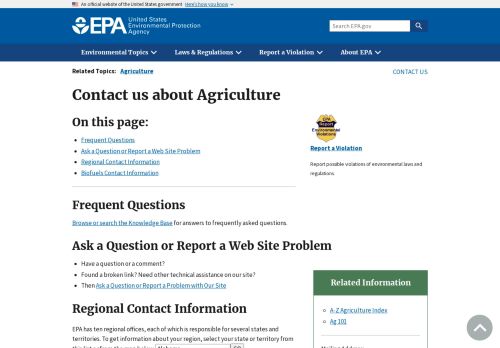 An official website of the United States government Here's how you know
EPA United States Environmental Protection Agency
Search EPA.gov
Environmental Topics Laws & Regulations Report a Violation About EPA
Related Topics: Agriculture
CONTACT US
Contact us about Agriculture
On this page:
Frequent Questions
Ask a Question or Report a Web Site Problem
Regional Contact Information
Biofuels Contact Information
EPA
Report
Environmental
Violations
Report a Violation
Report possible violations of environmental laws and
regulations.
Frequent Questions
Browse or search the Knowledge Base for answers to frequently asked questions.
Ask a Question or Report a Web Site Problem
Have a question or a comment?
Found a broken link? Need other technical assistance on our site?
Then Ask a Question or Report a Problem with Our Site
Related Information
A-Z Agriculture Index
Ag 101
Regional Contact Information
EPA has ten regional offices, each of which is responsible for several states and
territories. To get information about your region, select your state or territory from